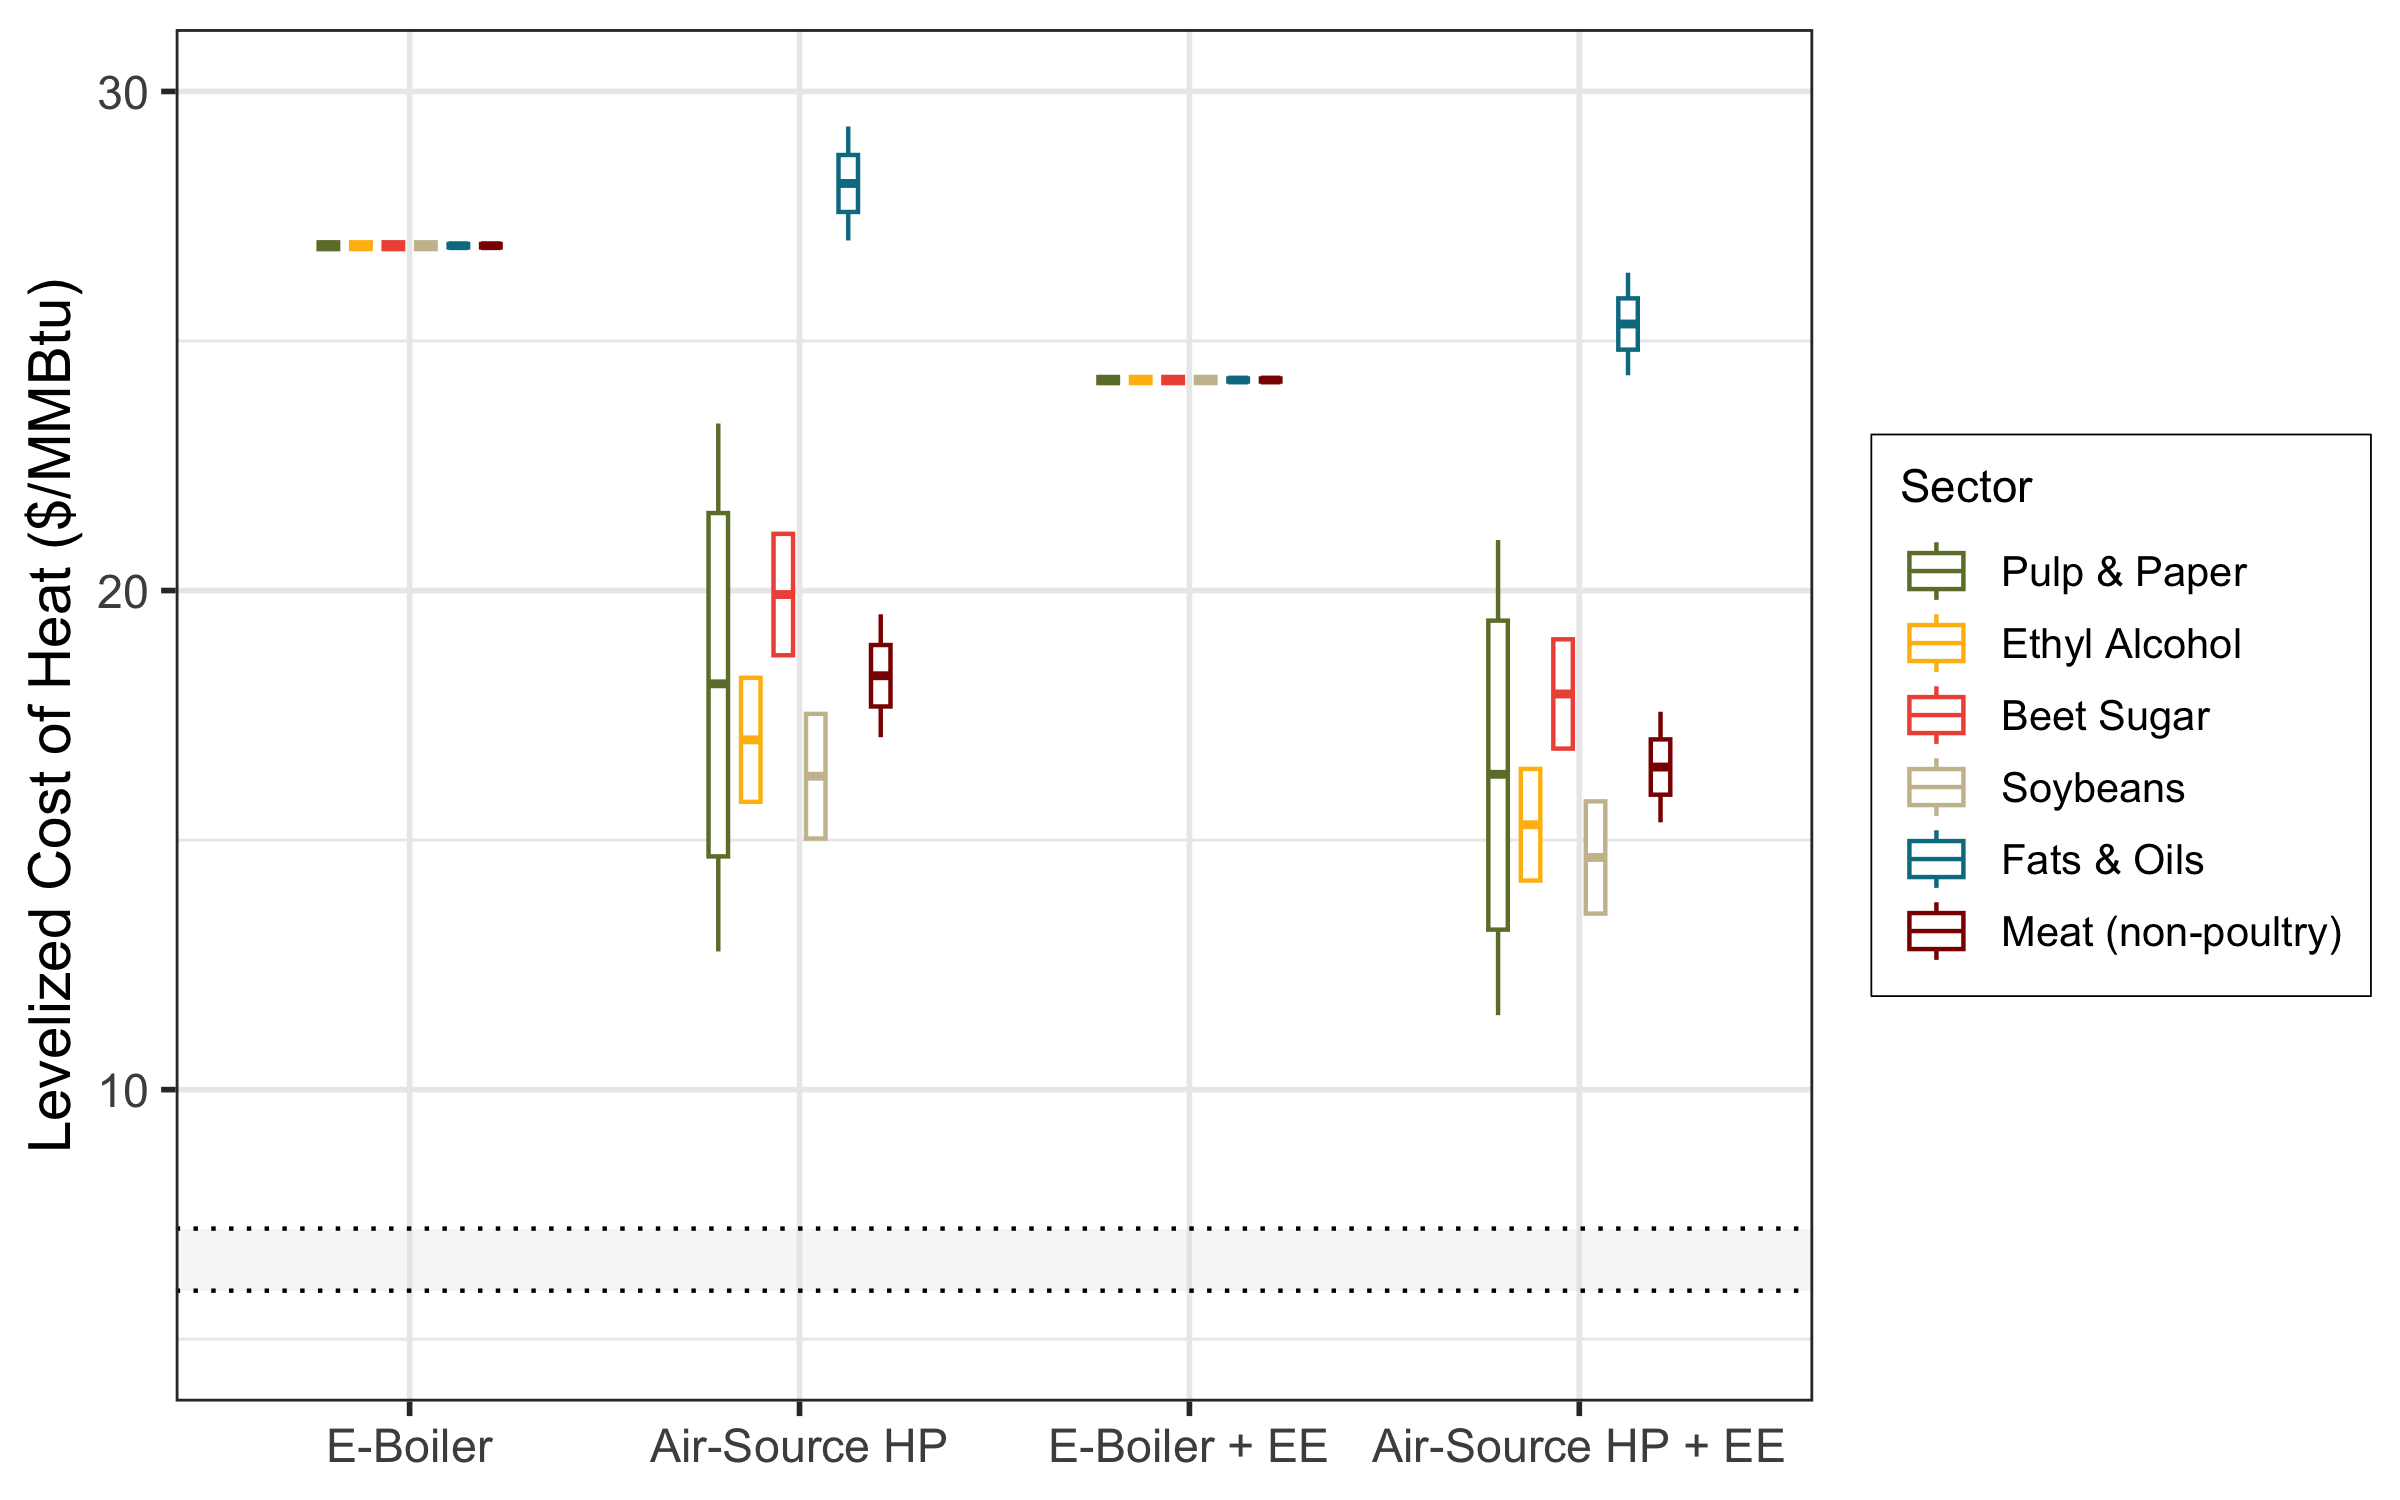 Levelized Cost of Heat ($/MMBtu)
30
20
10
E-Boiler
Air-Source HP
E-Boiler + EE
Air-Source HP + EE
Sector
Pulp & Paper
Ethyl Alcohol
Beet Sugar
Soybeans
Fats & Oils
Meat (non-poultry)